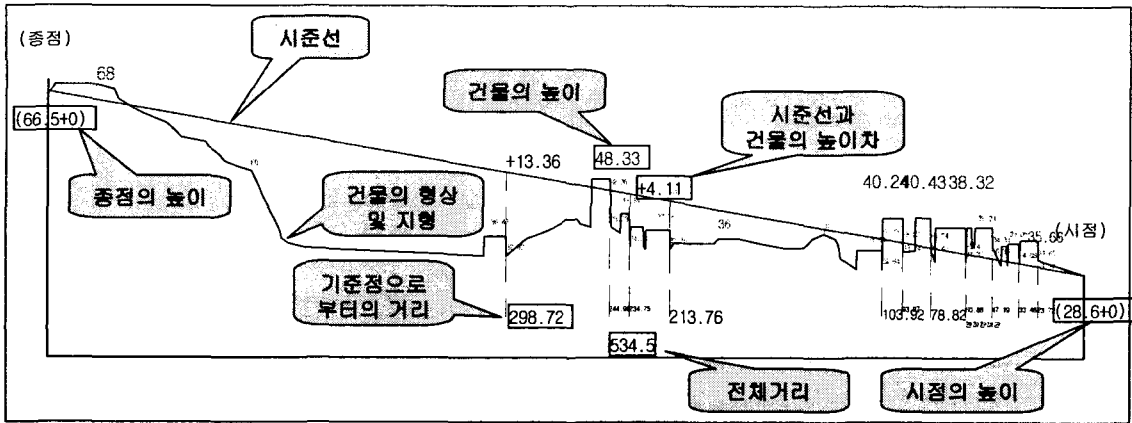 (종점)
시준선
68
건물의 높이
시준선과
건물의 높이차
(66.5+0)
+13.36
48.33
+4.11
40.24
40.43
38.32
종점의 높이
건물의 형상
및 지형
36
35.66
(시점)
기준점으로
부터의 거리
298.72
213.76
103.92
78.82
(28.6+0)
534.5
전체거리
시점의 높이